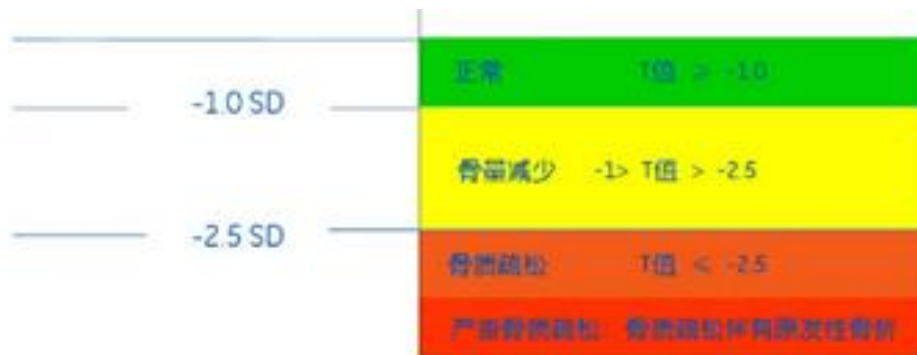 正常 T值 > -1.0
-1.0 SD
骨量减少 -1> T值 > -2.5
-2.5 SD
骨质疏松 T值 < -2.5
严重骨质疏松: 骨质疏松伴有原发性骨折